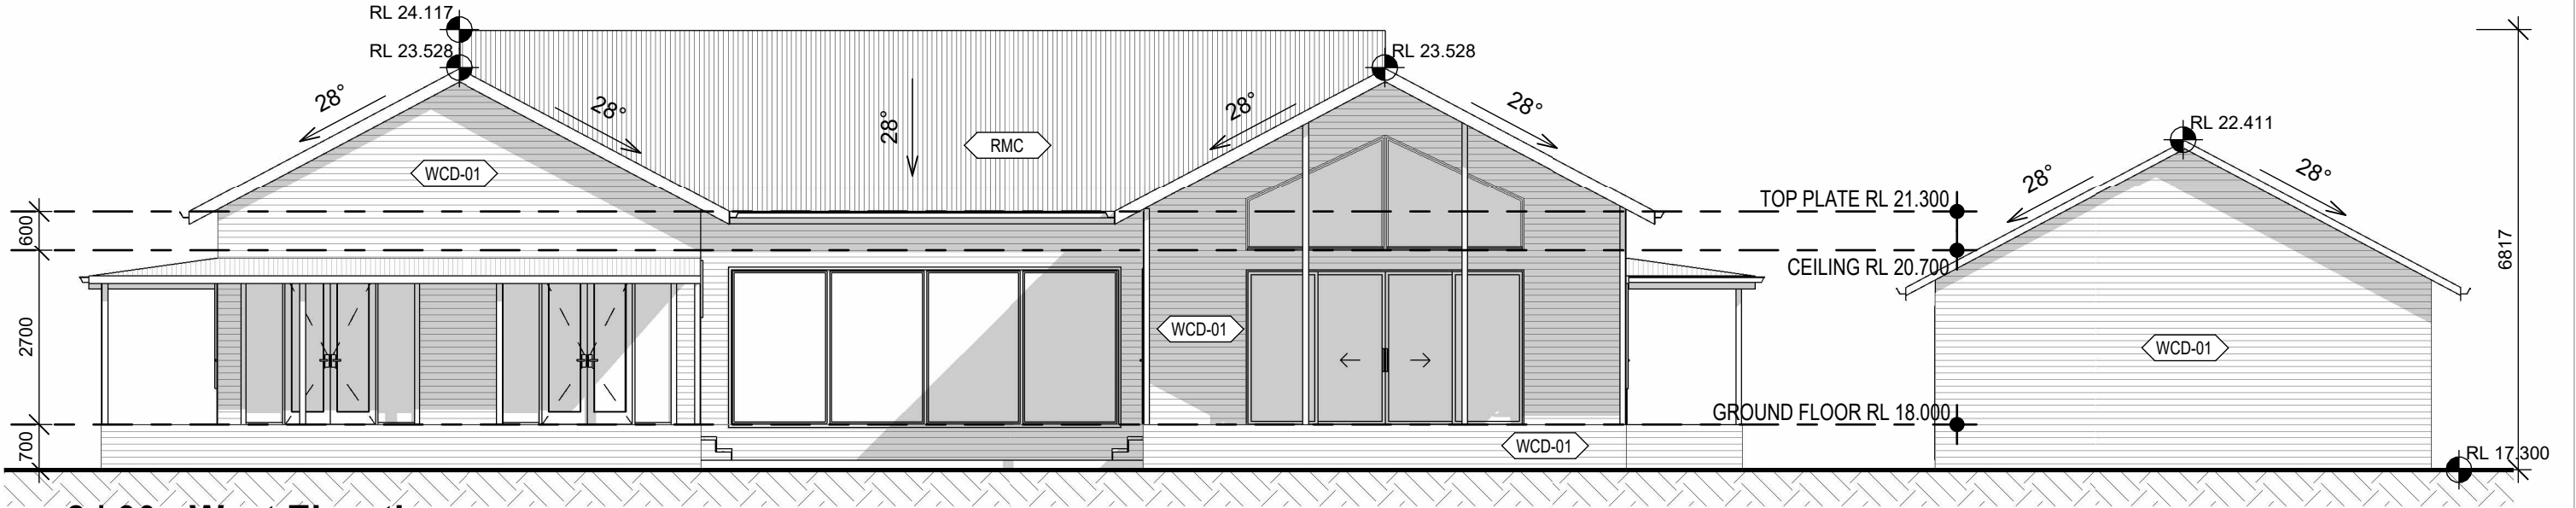 RL 24.117
RL 23.528
RL 23.528
28°
28°
28°
28°
28°
RMC
WCD-01
RL 22.411
28°
28°
TOP PLATE RL 21.300
CEILING RL 20.700
600
2700
700
6817
WCD-01
WCD-01
GROUND FLOOR RL 18.000
WCD-01
RL 17.300